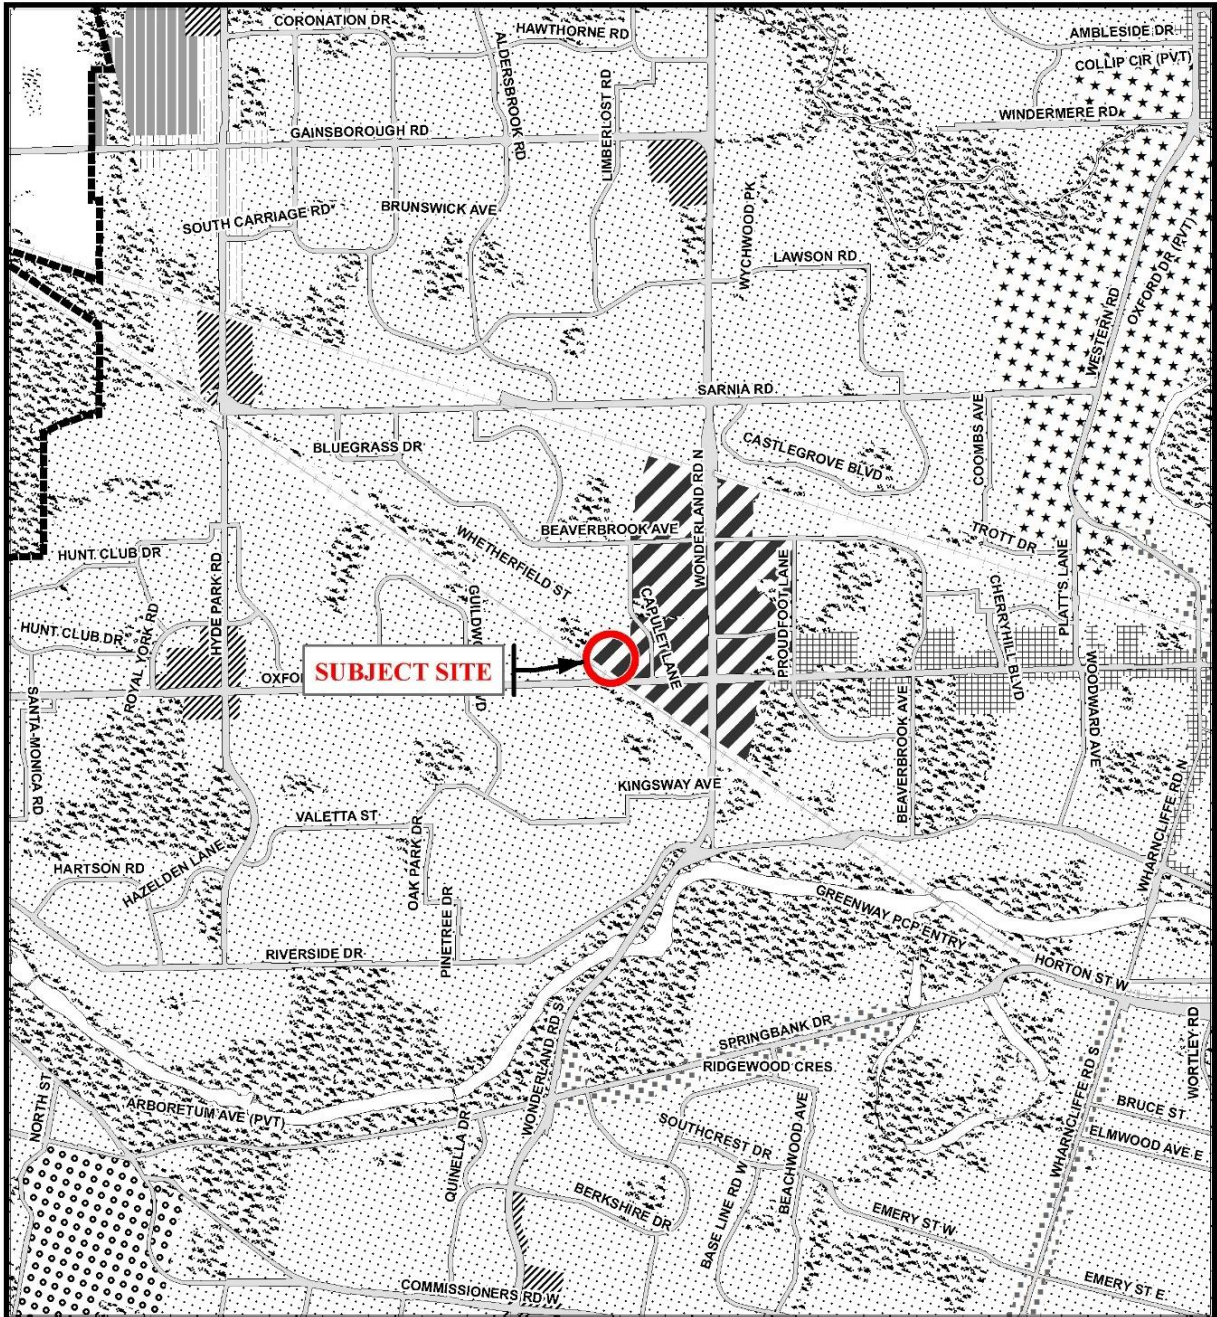 CORONATION DR
HAWTHORNE RD
AMBLESIDE DR
COLLIP CIR (PVT)
ALDERSBROOK RD
LIMBERLOST RD
WINDERMERE RD
GAINSBOROUGH RD
SOUTH CARRIAGE RD
BRUNSWICK AVE
WYCHWOOD PK
LAWSON RD
OXFORD DR (PVT)
WESTERN RD
SARNIA RD
BLUEGRASS DR
CASTLEGROVE BLVD
COOMBS AVE
WONDERLAND RD N
BEAVERBROOK AVE
WHETHERFIELD ST
TROTT DR
HUNT CLUB DR
HYDE PARK RD
PLATT'S LANE
CAPULET LANE
PROUDFOOT LANE
CHERRYHILL BLVD
HUNT CLUB DR
ROYAL YORK RD
SUBJECT SITE
WOODWARD AVE
SANTA MONICA RD
BEAVERBROOK AVE
KINGSWAY AVE
VALETTA ST
OAK PARK DR
WHARNCLIFFE RD N
HARTSON RD
HAZELDEN LANE
PINETREE DR
GREENWAY PCP ENTRY
RIVERSIDE DR
HORTON ST W
SPRINGBANK DR
WONDERLAND RD S
RIDGEWOOD CRES
WORTLEY RD
NORTH ST
ARBORETUM AVE (PVT)
WHARNCLIFFE RD S
BRUCE ST
QUINELLA DR
SOUTHCREST DR
BEACHWOOD AVE
ELMWOOD AVE E
BERKSHIRE DR
BASE LINE RD W
EMERY ST W
COMMISSIONERS RD W
EMERY ST E